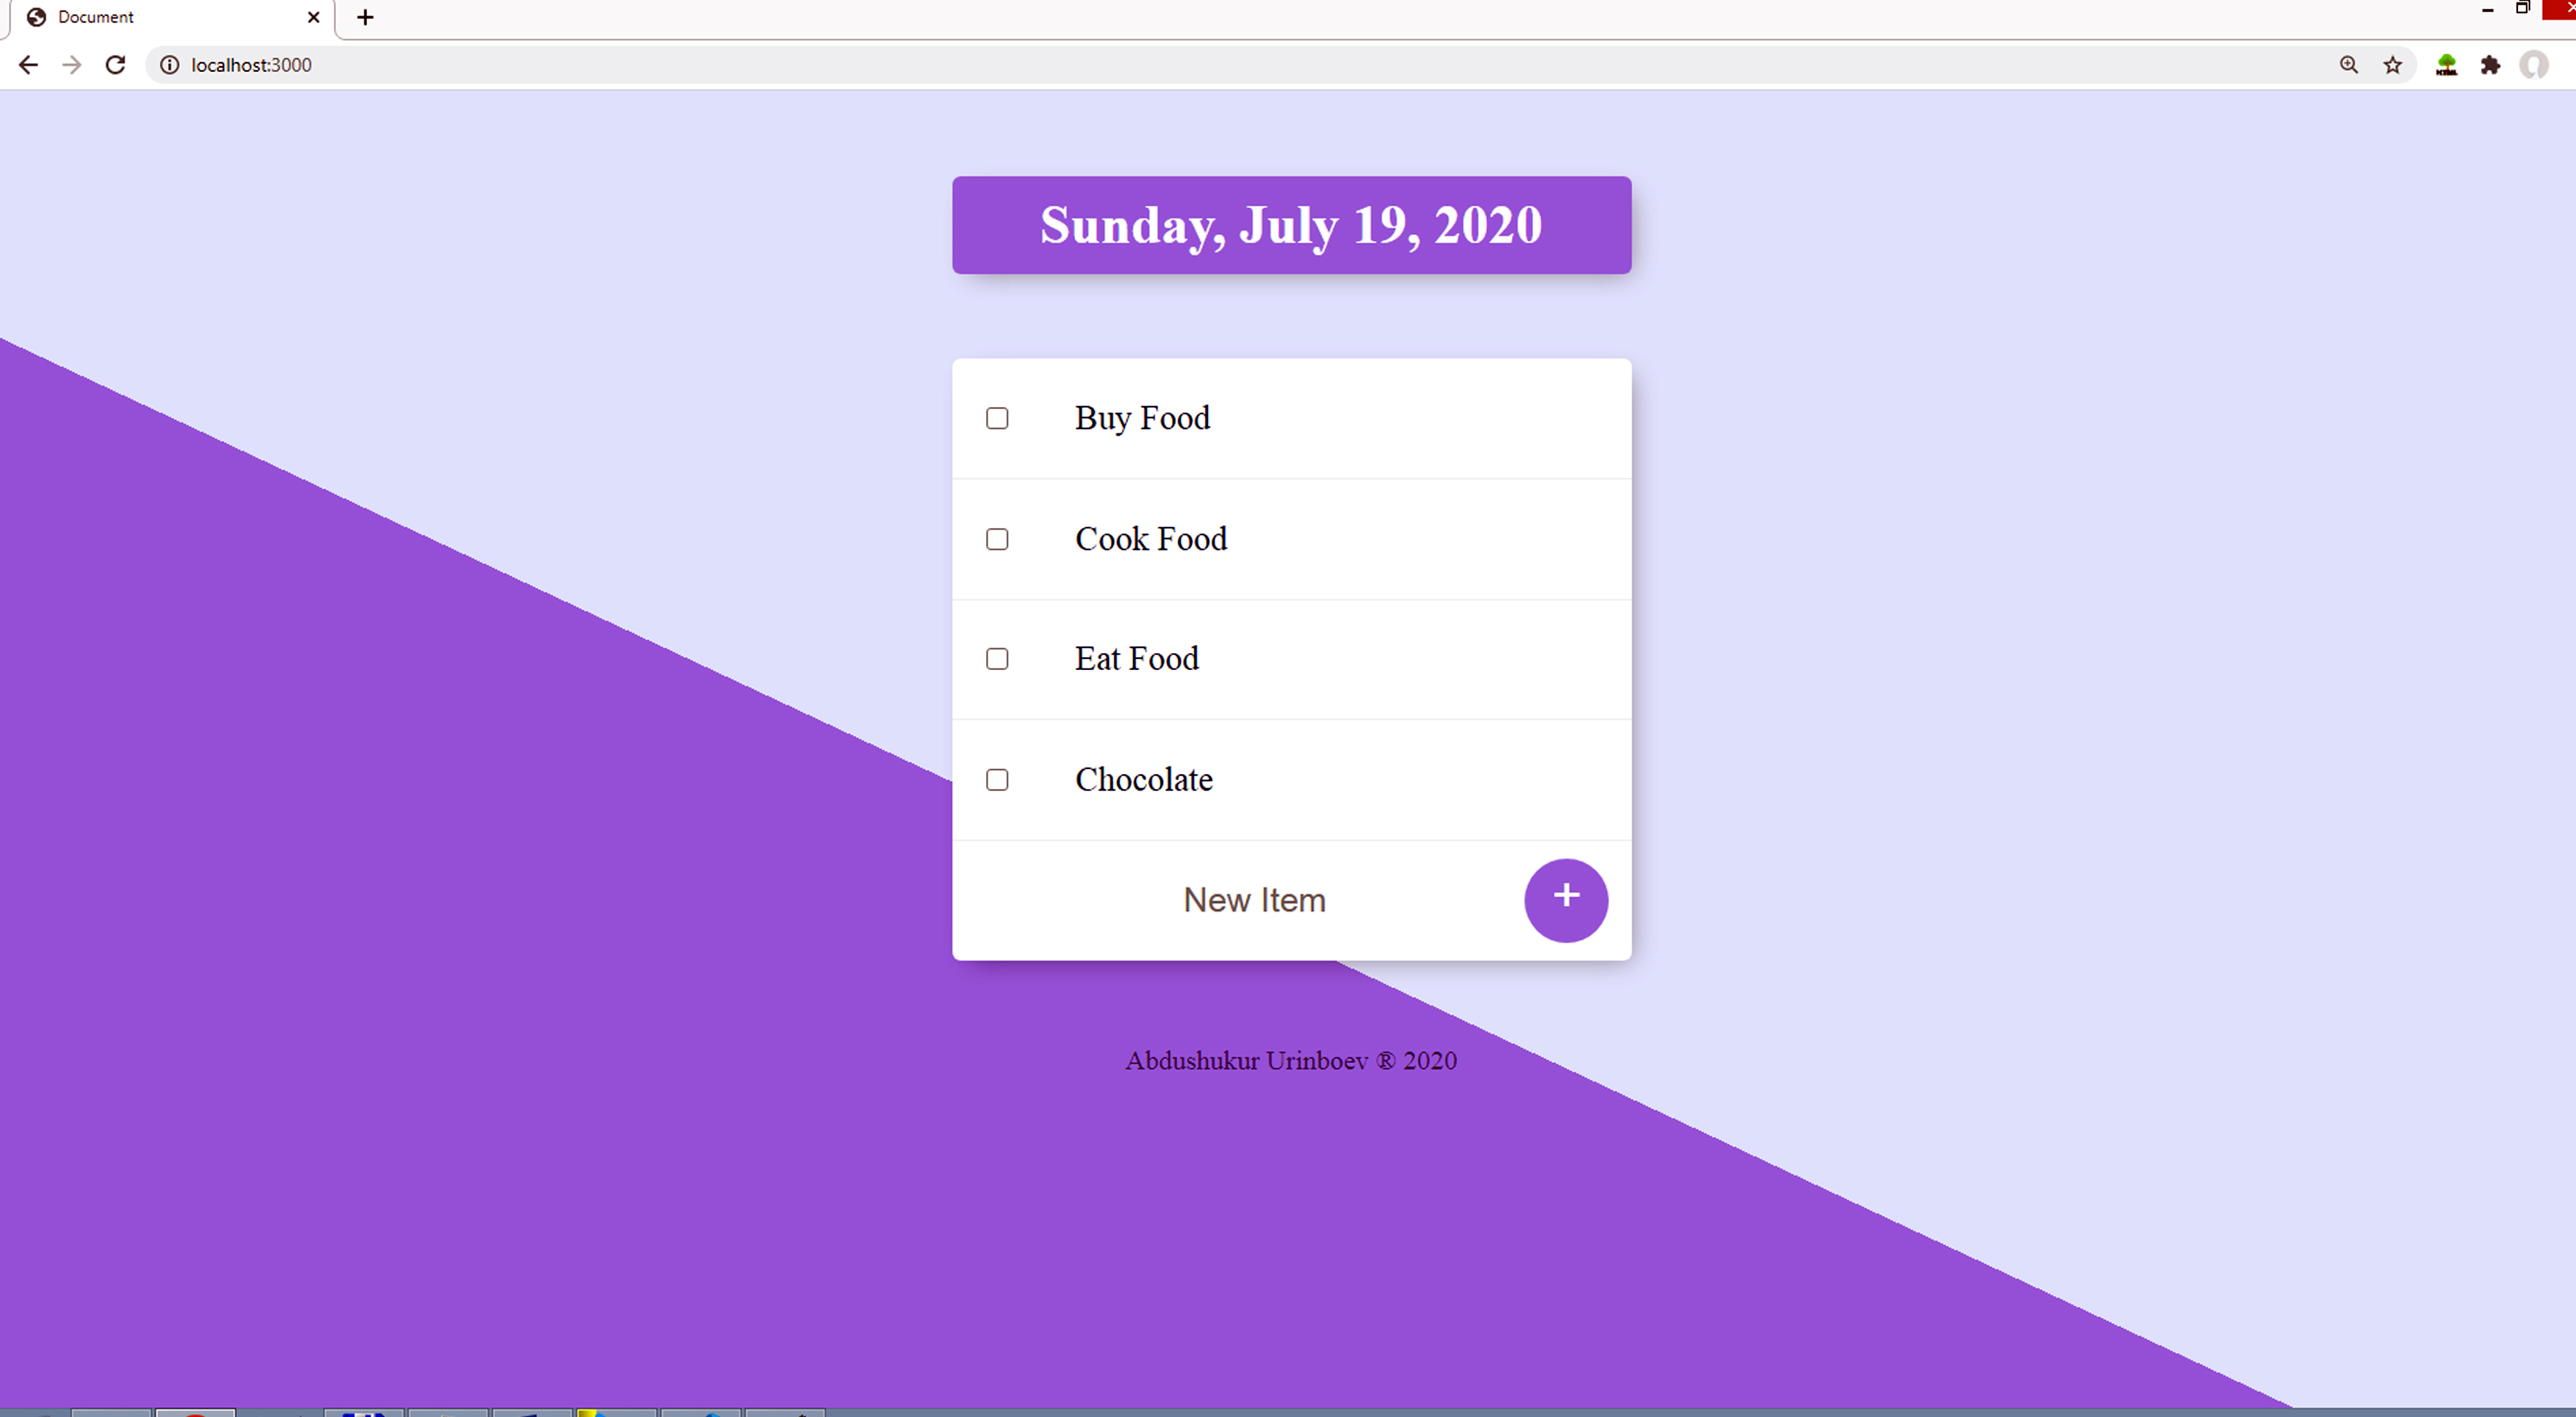 Document
localhost:3000
Sunday, July 19, 2020
Buy Food
Cook Food
Eat Food
Chocolate
New Item
+
Abdushukur Urinboev ® 2020